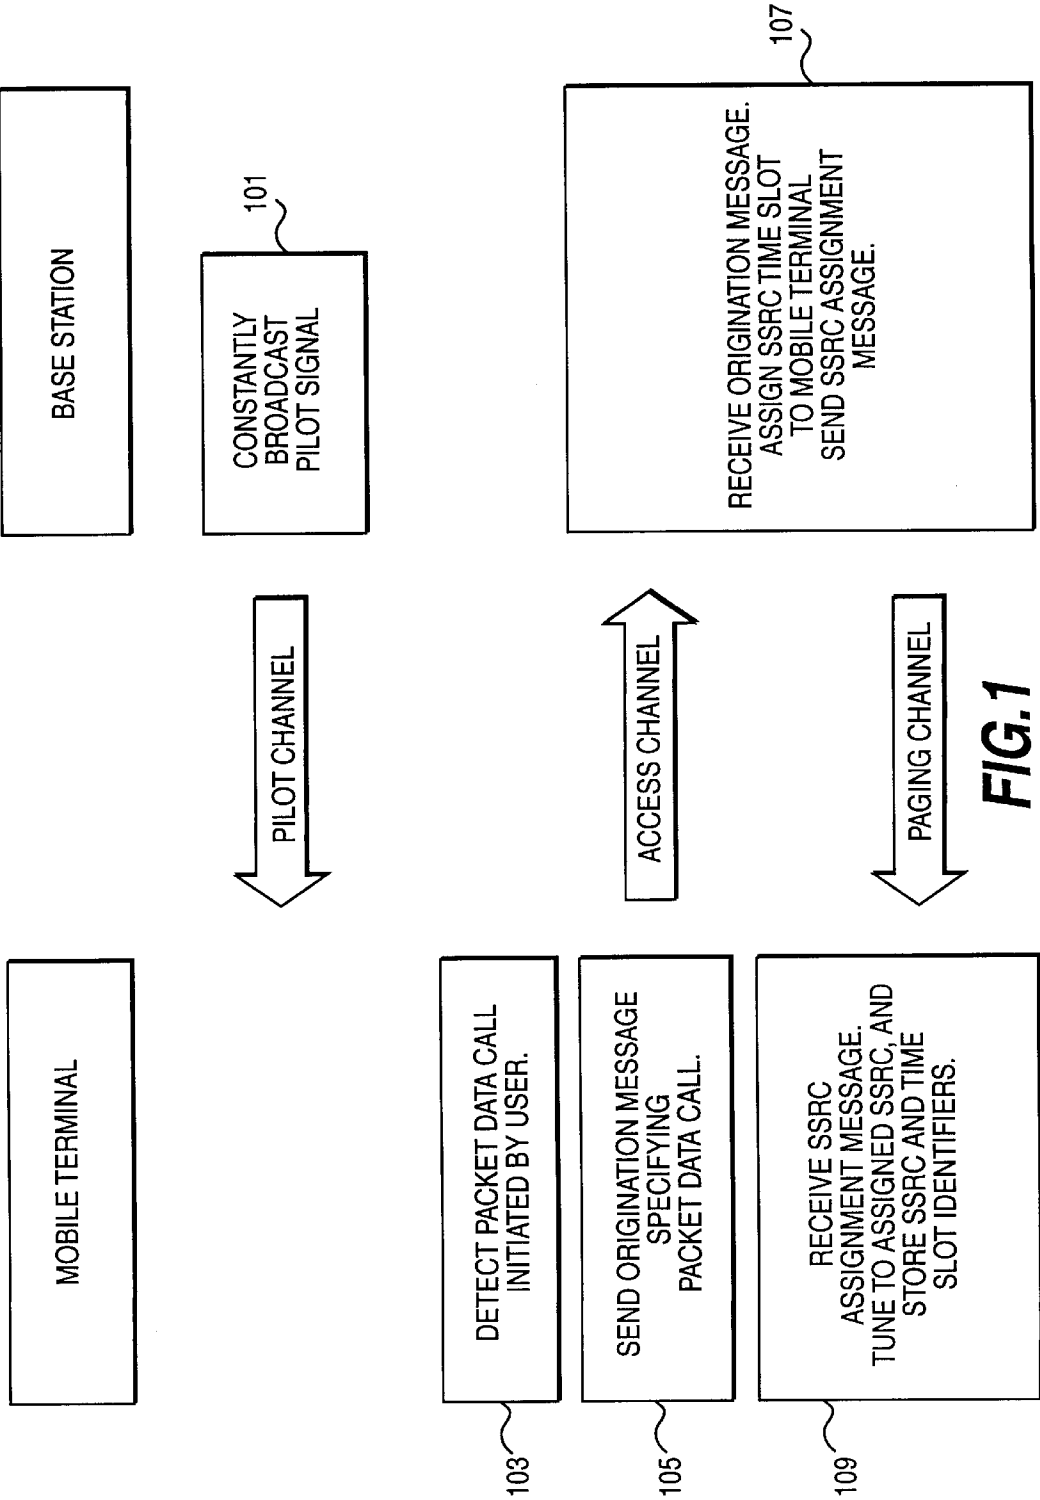 MOBILE TERMINAL
BASE STATION
CONSTANTLY
BROADCAST
PILOT SIGNAL
101
PILOT CHANNEL
DETECT PACKET DATA CALL
INITIATED BY USER.
103
SEND ORIGINATION MESSAGE
SPECIFYING
PACKET DATA CALL.
105
ACCESS CHANNEL
RECEIVE ORIGINATION MESSAGE.
ASSIGN SSRC TIME SLOT
TO MOBILE TERMINAL
SEND SSRC ASSIGNMENT
MESSAGE.
107
PAGING CHANNEL
RECEIVE SSRC
ASSIGNMENT MESSAGE.
TUNE TO ASSIGNED SSRC, AND
STORE SSRC AND TIME
SLOT IDENTIFIERS.
109
FIG.1